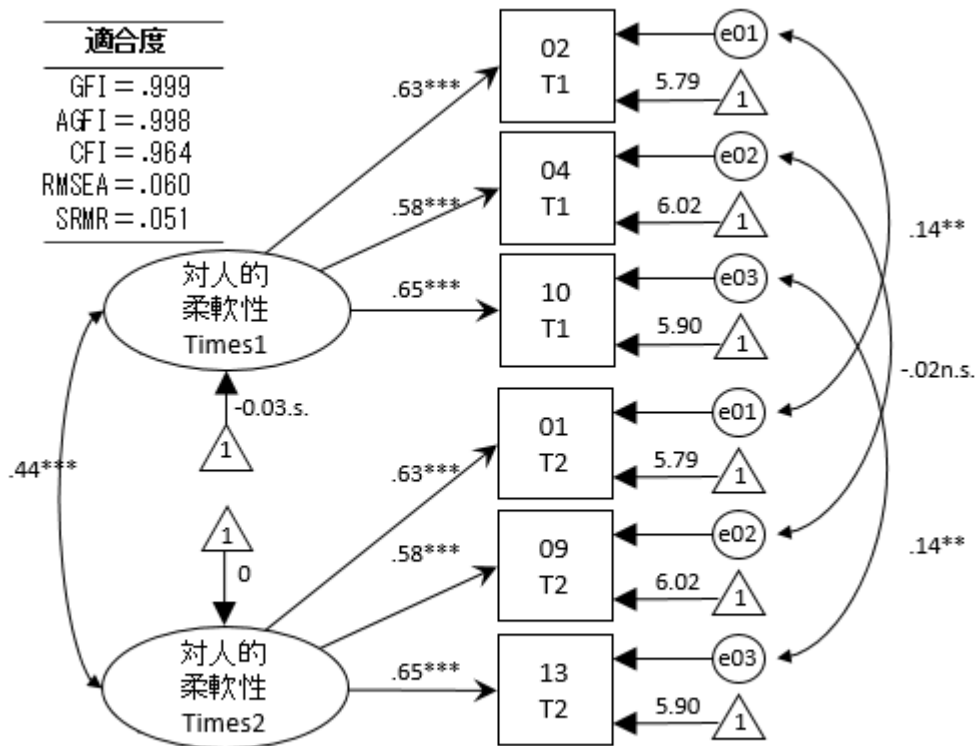 適合度
GFI＝.999
AGFI＝.998
CFI＝.964
RMSEA＝.060
SRMR＝.051
02
T1
e01
5.79
1
.63***
04
T1
e02
6.02
1
.58***
10
T1
e03
5.90
1
.65***
対人的
柔軟性
Times1
-0.03.s.
1
.44***
.14**
-.02n.s.
.14**
01
T2
e01
5.79
1
.63***
09
T2
e02
6.02
1
.58***
13
T2
e03
5.90
1
.65***
1
0
対人的
柔軟性
Times2